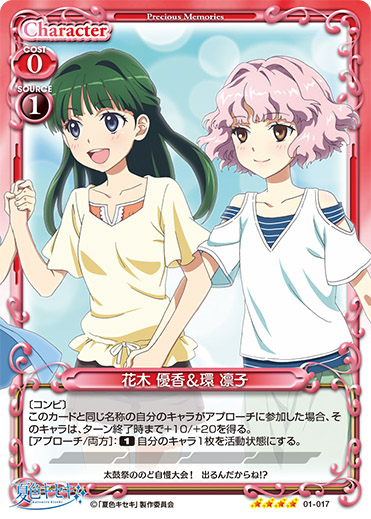 Precious Memories
Character
COST
0
SOURCE
1
花木 優香&環 凛子
[コンビ]
このカードと同じ名称の自分のキャラがアプローチに参加した場合、そ
のキャラは、ターン終了時まで+10/+20を得る。
[アプローチ/両方]:1 自分のキャラ1枚を活動状態にする。
太鼓祭ののど自慢大会! 出るんだからね!?
夏色キセキ
©「夏色キセキ」製作委員会
★★★★ 01-017